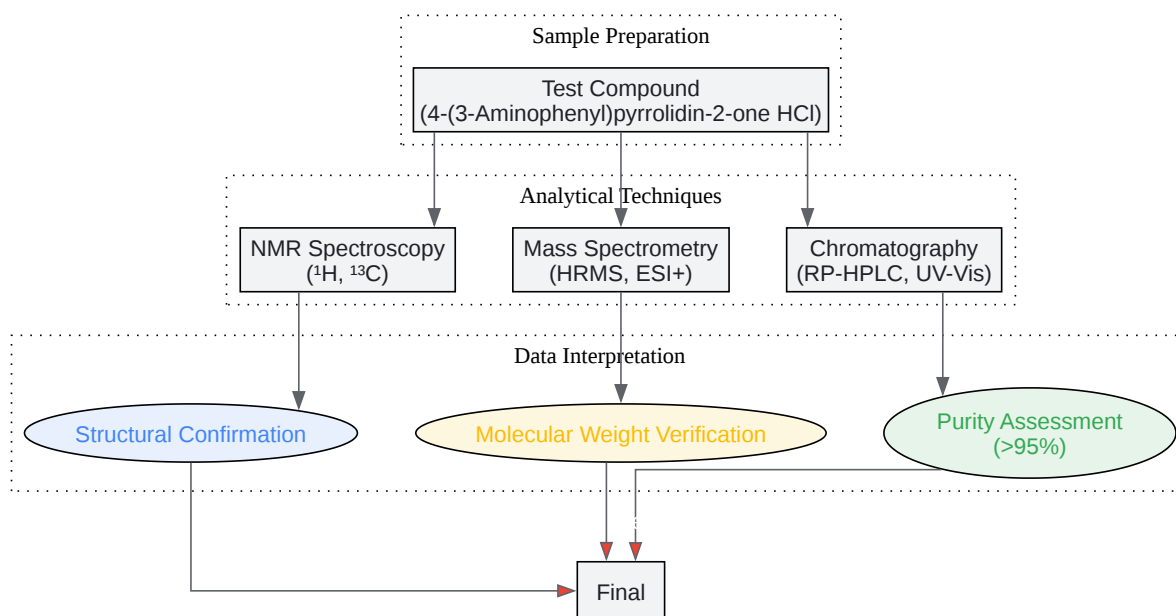 Sample Preparation
Test Compound
(4-(3-Aminophenyl)pyrrolidin-2-one HCl)
Analytical Techniques
NMR Spectroscopy
(¹H, ¹³C)
Mass Spectrometry
(HRMS, ESI+)
Chromatography
(RP-HPLC, UV-Vis)
Data Interpretation
Structural Confirmation
Molecular Weight Verification
Purity Assessment
(>95%)
Final